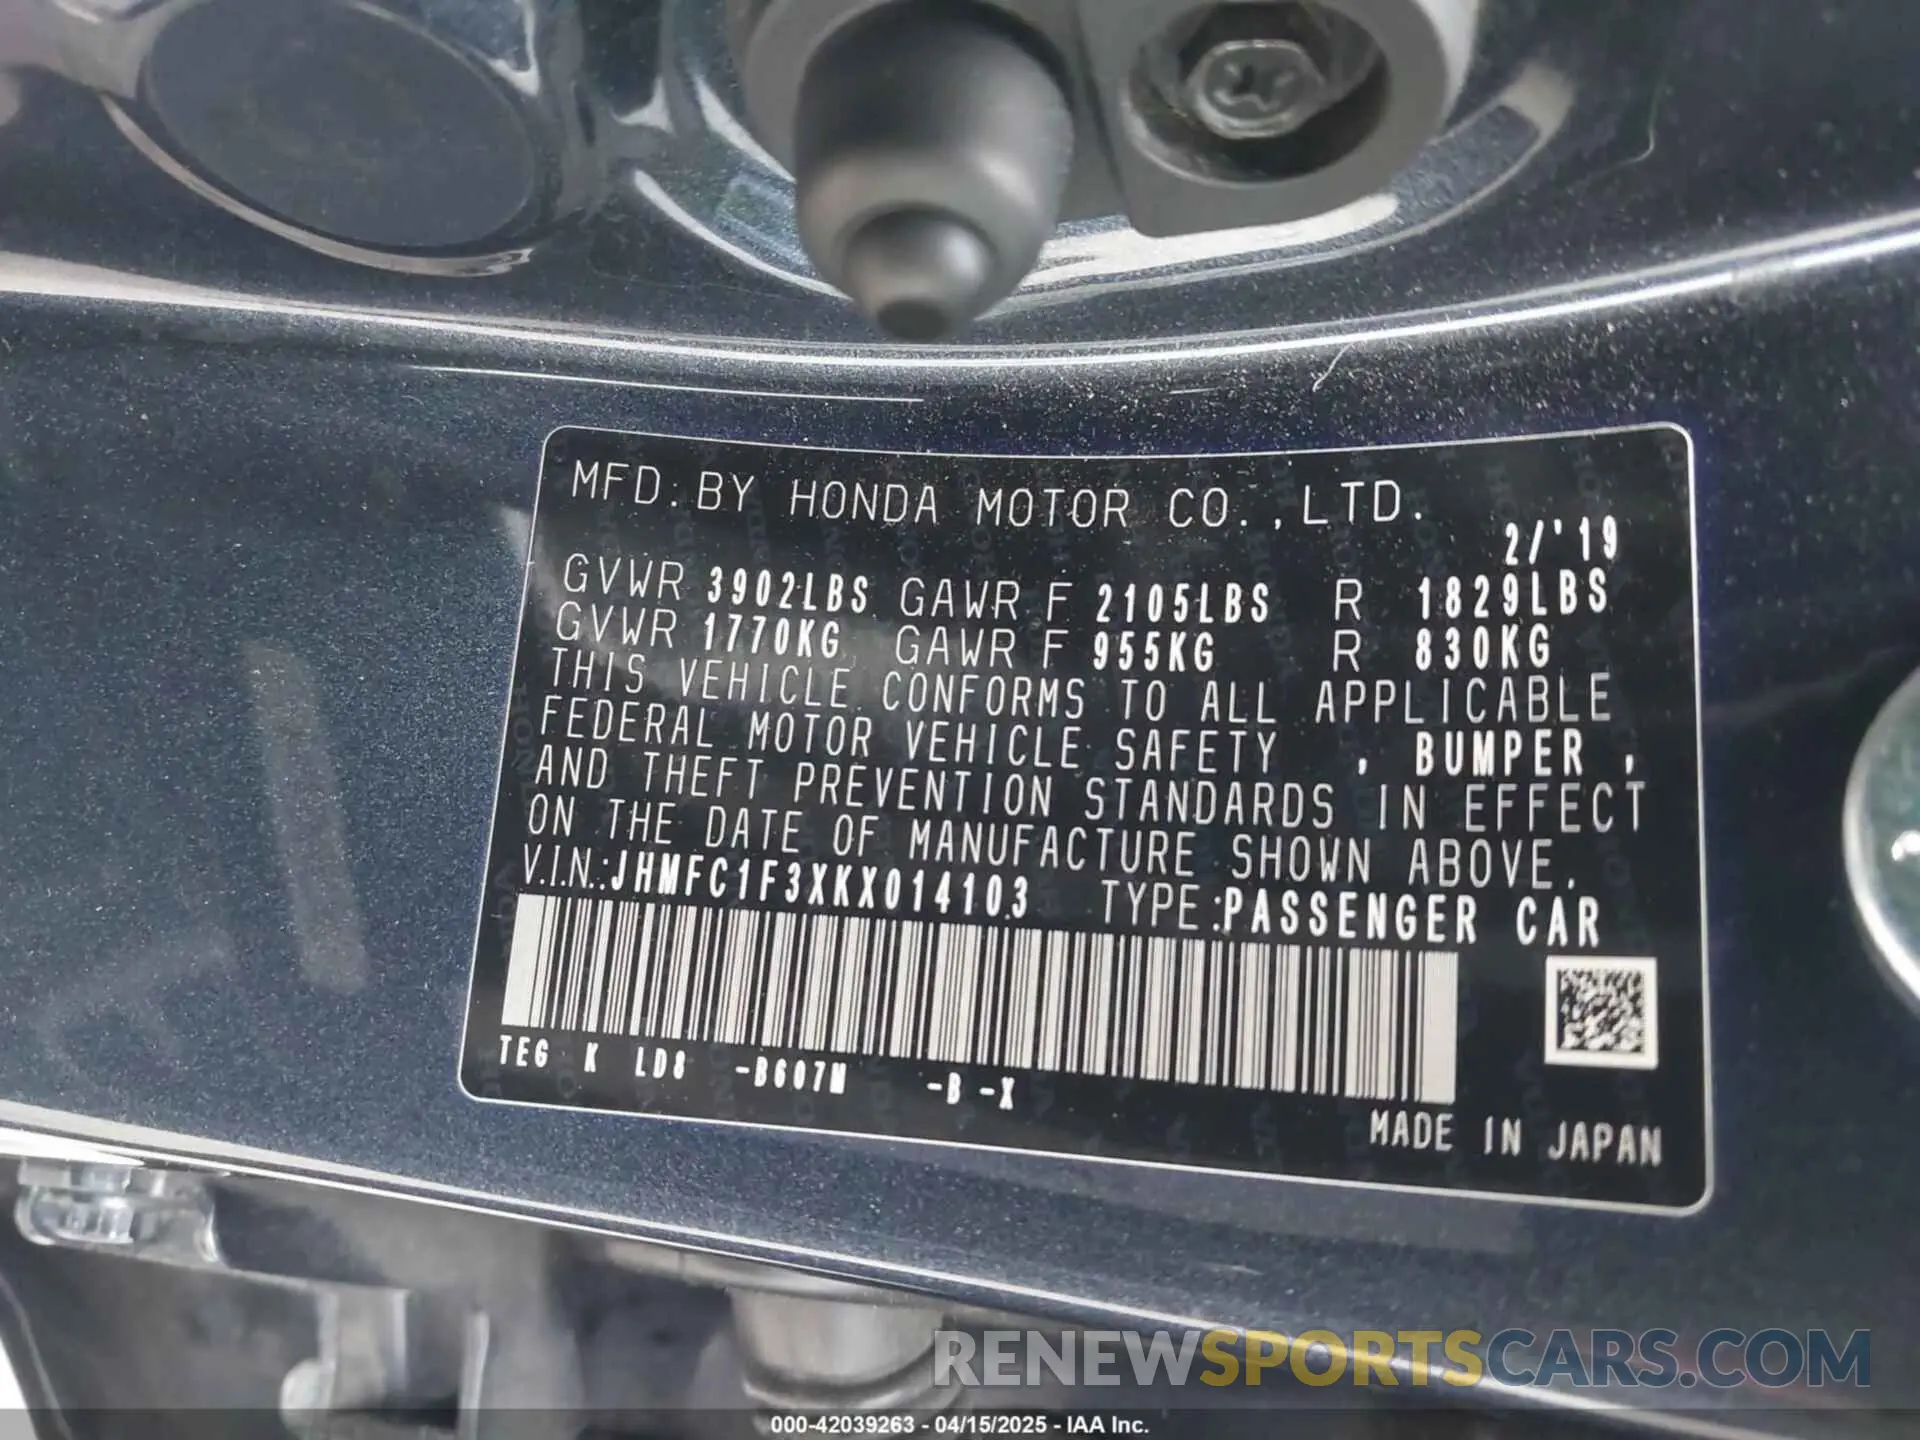 MFD. BY HONDA MOTOR CO.,LTD.
2/'19
GVWR 3902LBS GAWR F 2105LBS R 1829LBS
GVWR 1770KG GAWR F 955KG R 830KG
THIS VEHICLE CONFORMS TO ALL APPLICABLE
FEDERAL MOTOR VEHICLE SAFETY , BUMPER ,
AND THEFT PREVENTION STANDARDS IN EFFECT
ON THE DATE OF MANUFACTURE SHOWN ABOVE.
V.I.N.:JHMFC1F3XKX014103 TYPE:PASSENGER CAR
TEG K LD8 -B607M -B -X
MADE IN JAPAN
RENEWSPORTSCARS.COM
000-42039263 - 04/15/2025 - IAA Inc.